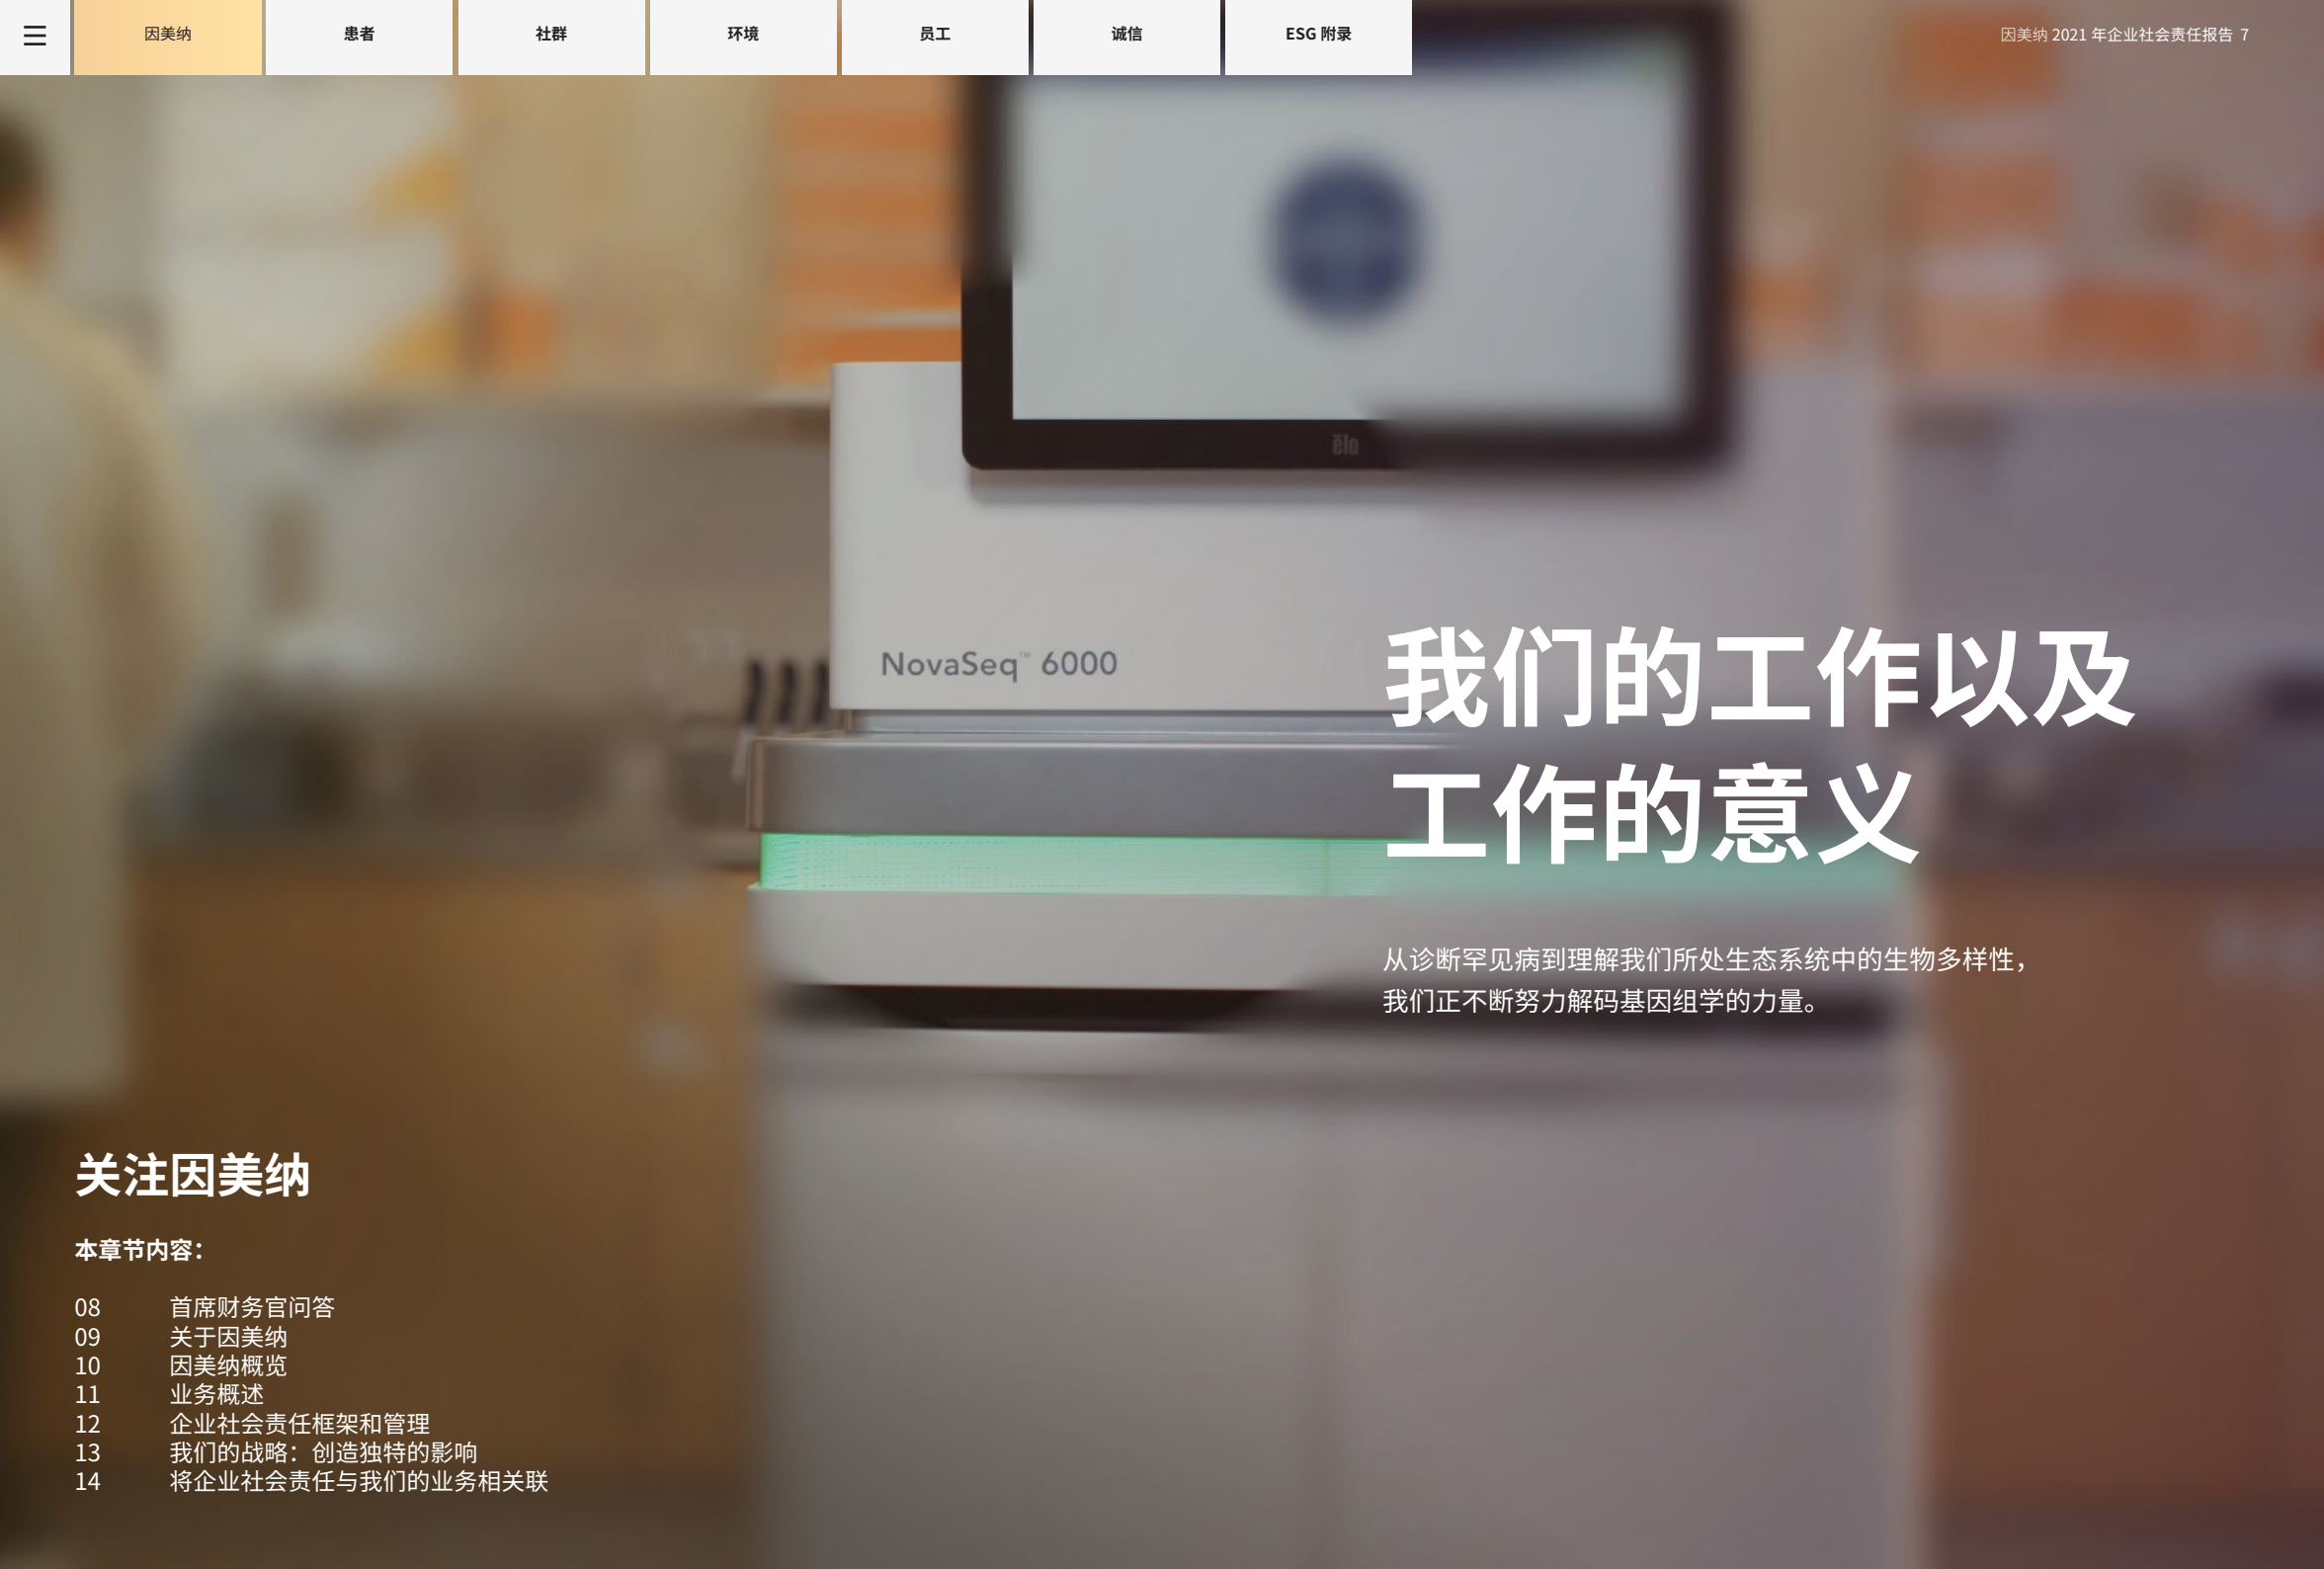 因美纳
患者
社群
环境
员工
诚信
ESG 附录
因美纳 2021 年企业社会责任报告 7
ēlo
NovaSeq™ 6000
我们的工作以及
工作的意义
从诊断罕见病到理解我们所处生态系统中的生物多样性，
我们正不断努力解码基因组学的力量。
关注因美纳
本章节内容：
08 首席财务官问答
09 关于因美纳
10 因美纳概览
11 业务概述
12 企业社会责任框架和管理
13 我们的战略：创造独特的影响
14 将企业社会责任与我们的业务相关联